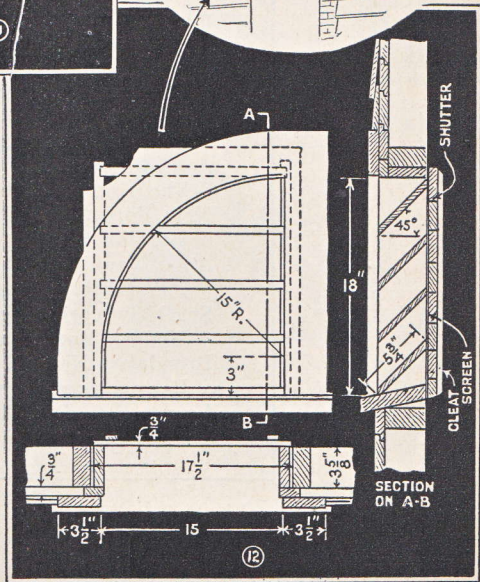 A
SHUTTER
45°
15"R.
18"
3"
5 3/4"
B
CLEAT
SCREEN
3/4"
3/4"
17 1/2"
3 5/8"
SECTION
ON A-B
3 1/2"
15
3 1/2"
12